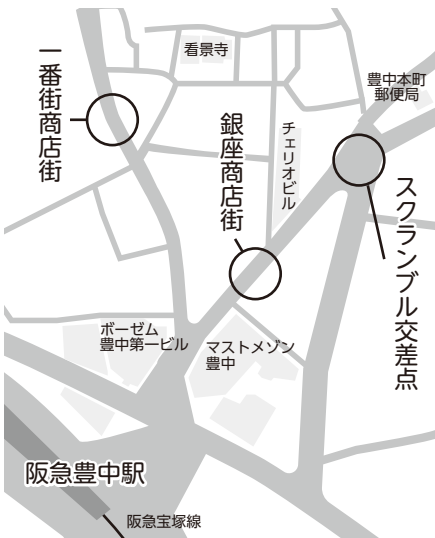 看景寺
豊中本町
郵便局
一番街商店街
銀座商店街
チェリオビル
スクランブル交差点
ボーゼム
豊中第一ビル
マストメゾン
豊中
阪急豊中駅
阪急宝塚線